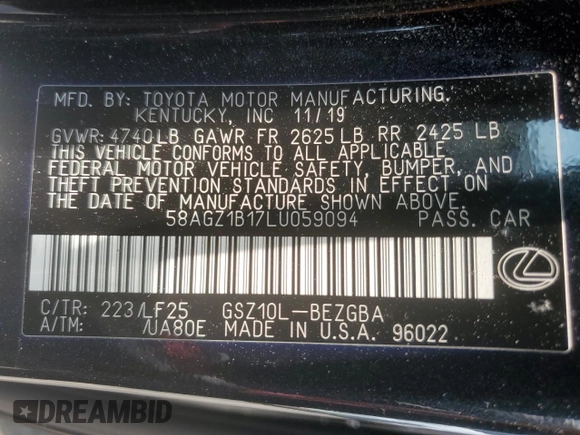 MFD. BY: TOYOTA MOTOR MANUFACTURING.
KENTUCKY, INC 11/19
GVWR: 4740LB GAWR FR 2625 LB RR 2425 LB
THIS VEHICLE CONFORMS TO ALL APPLICABLE
FEDERAL MOTOR VEHICLE SAFETY, BUMPER, AND
THEFT PREVENTION STANDARDS IN EFFECT ON
THE DATE OF MANUFACTURE SHOWN ABOVE.
58AGZ1B17LU059094 PASS. CAR
C/TR: 223/LF25 GSZ10L-BEZGBA
A/TM: /UA80E MADE IN U.S.A. 96022
DREAMBID